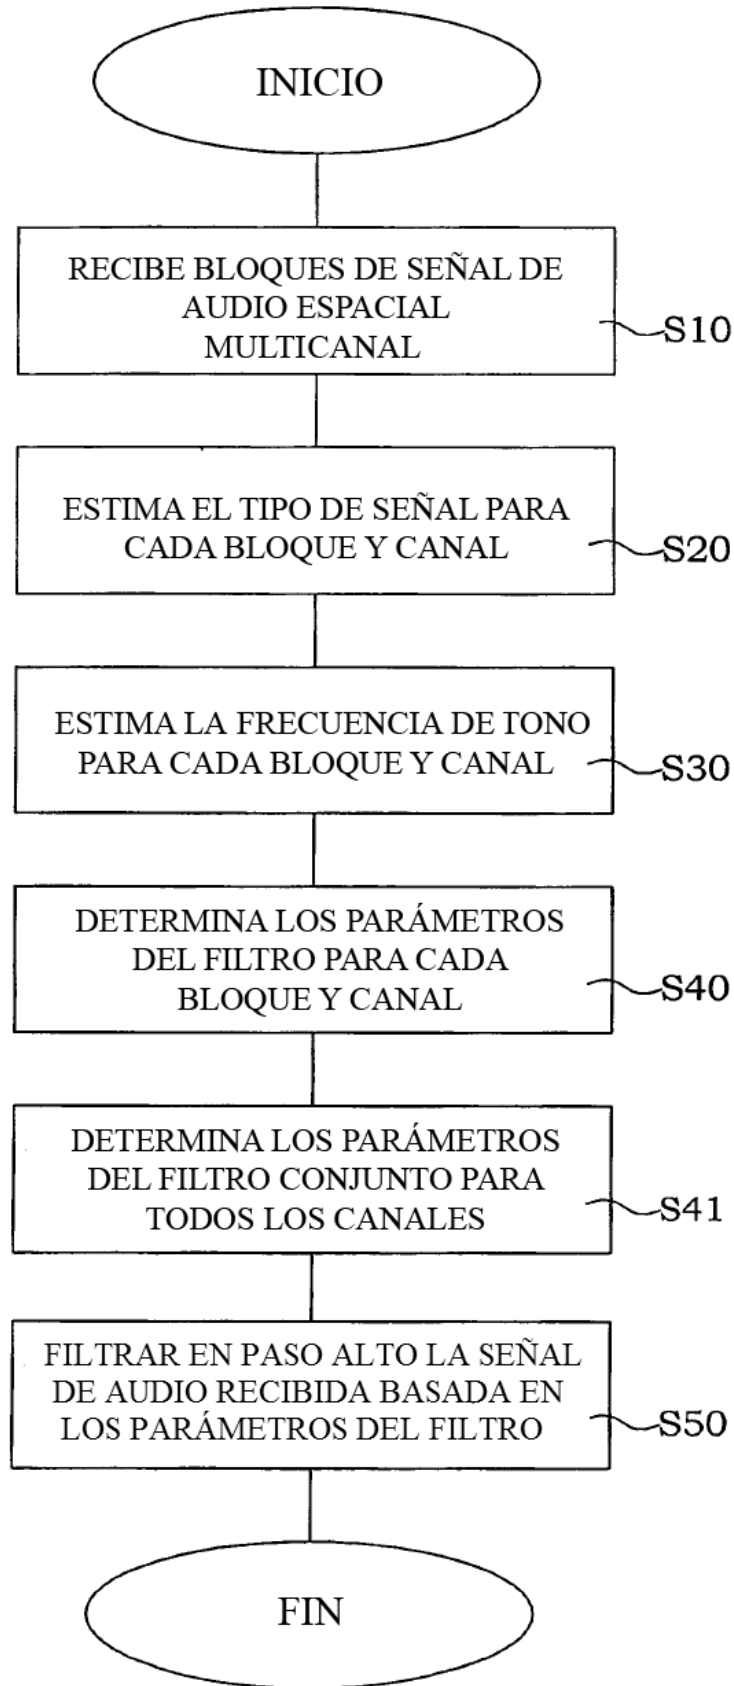 INICIO
RECIBE BLOQUES DE SEÑAL DE
AUDIO ESPACIAL
MULTICANAL
S10
ESTIMA EL TIPO DE SEÑAL PARA
CADA BLOQUE Y CANAL
S20
ESTIMA LA FRECUENCIA DE TONO
PARA CADA BLOQUE Y CANAL
S30
DETERMINA LOS PARÁMETROS
DEL FILTRO PARA CADA
BLOQUE Y CANAL
S40
DETERMINA LOS PARÁMETROS
DEL FILTRO CONJUNTO PARA
TODOS LOS CANALES
S41
FILTRAR EN PASO ALTO LA SEÑAL
DE AUDIO RECIBIDA BASADA EN
LOS PARÁMETROS DEL FILTRO
S50
FIN